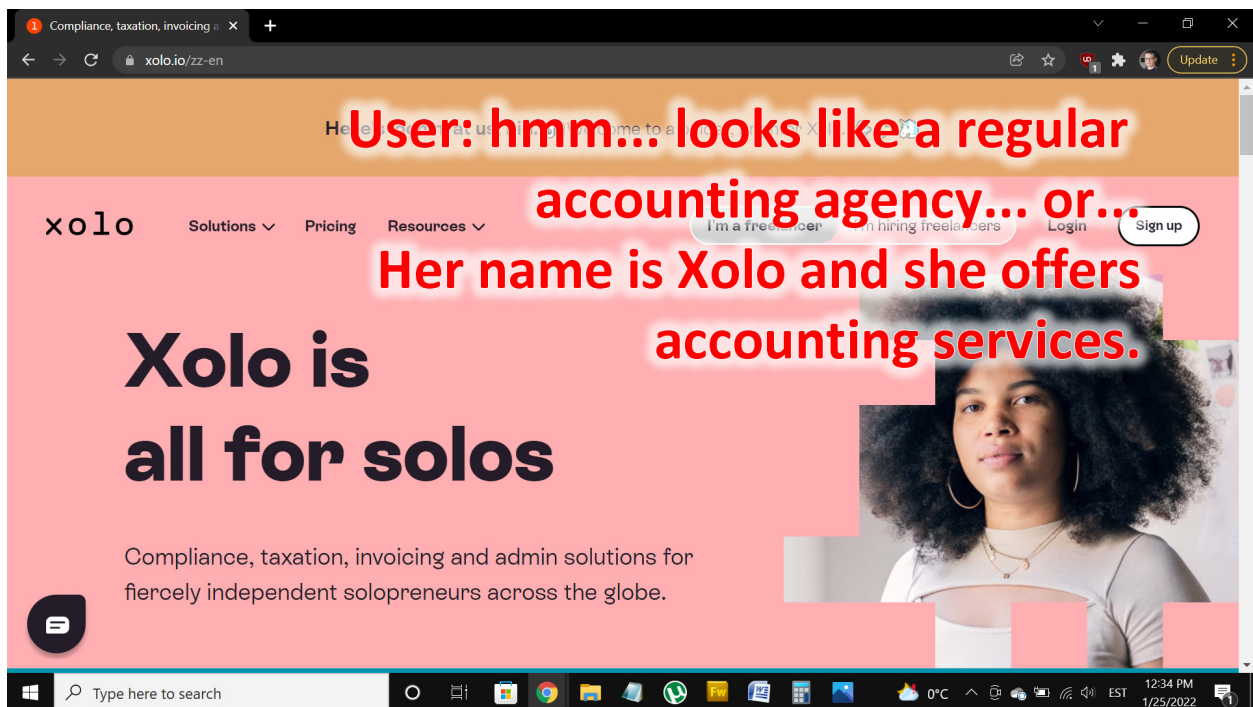 Compliance, taxation, invoicing a
xolo.io/zz-en
Update
User: hmm... looks like a regular
accounting agency... or...
Her name is Xolo and she offers
accounting services.
xolo
Solutions
Pricing
Resources
I'm a freelancer
I'm hiring freelancers
Login
Sign up
Xolo is
all for solos
Compliance, taxation, invoicing and admin solutions for
fiercely independent solopreneurs across the globe.
Type here to search
Fw
0°C
EST
12:34 PM
1/25/2022
1